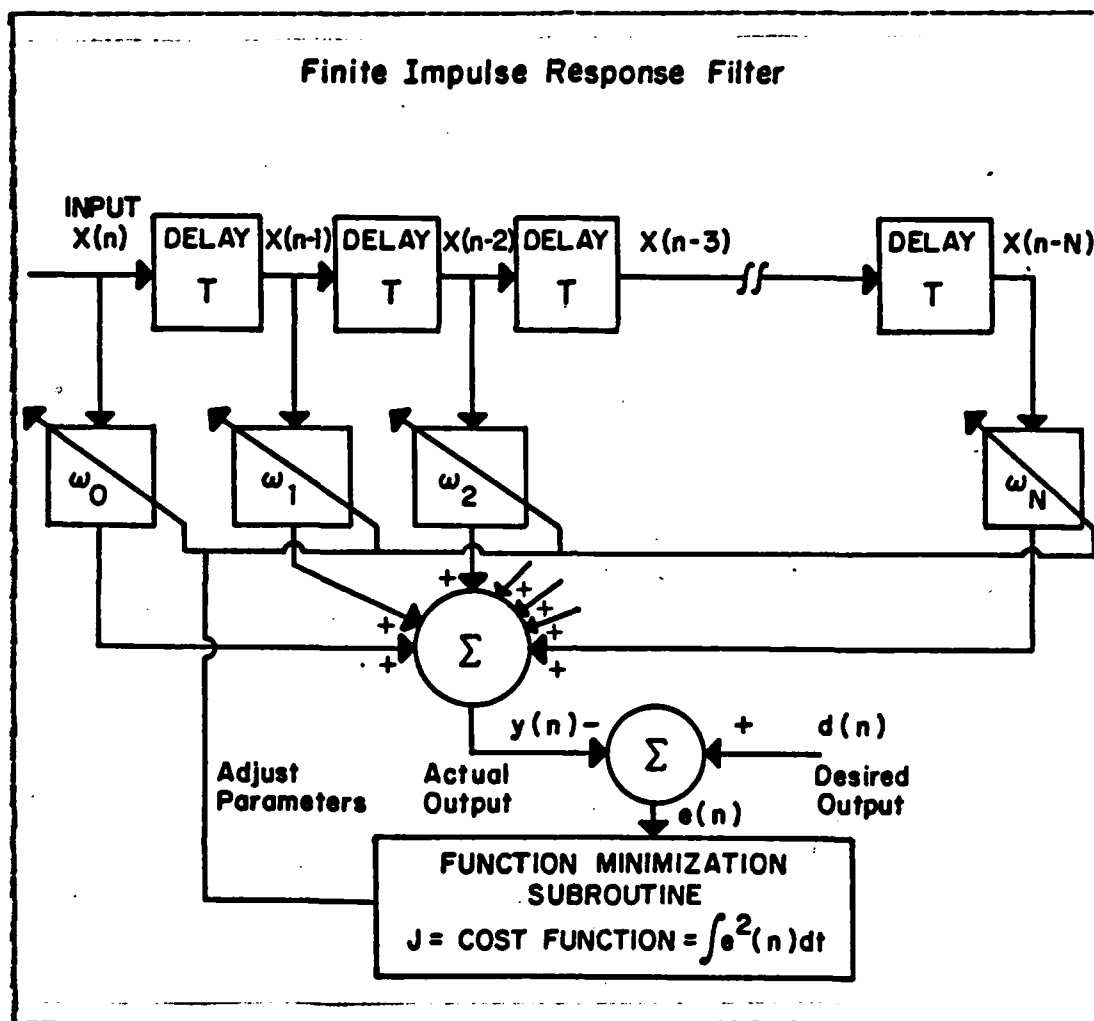 Finite Impulse Response Filter
INPUT
X(n)
DELAY
T
X(n-1)
DELAY
T
X(n-2)
DELAY
T
X(n-3)
DELAY
T
X(n-N)
ω0
ω1
ω2
ωN
+
+
+
+
+
+
+
Σ
y(n)
-
Σ
+
d(n)
Adjust
Parameters
Actual
Output
Desired
Output
e(n)
FUNCTION MINIMIZATION
SUBROUTINE
J = COST FUNCTION = ∫e²(n)dt